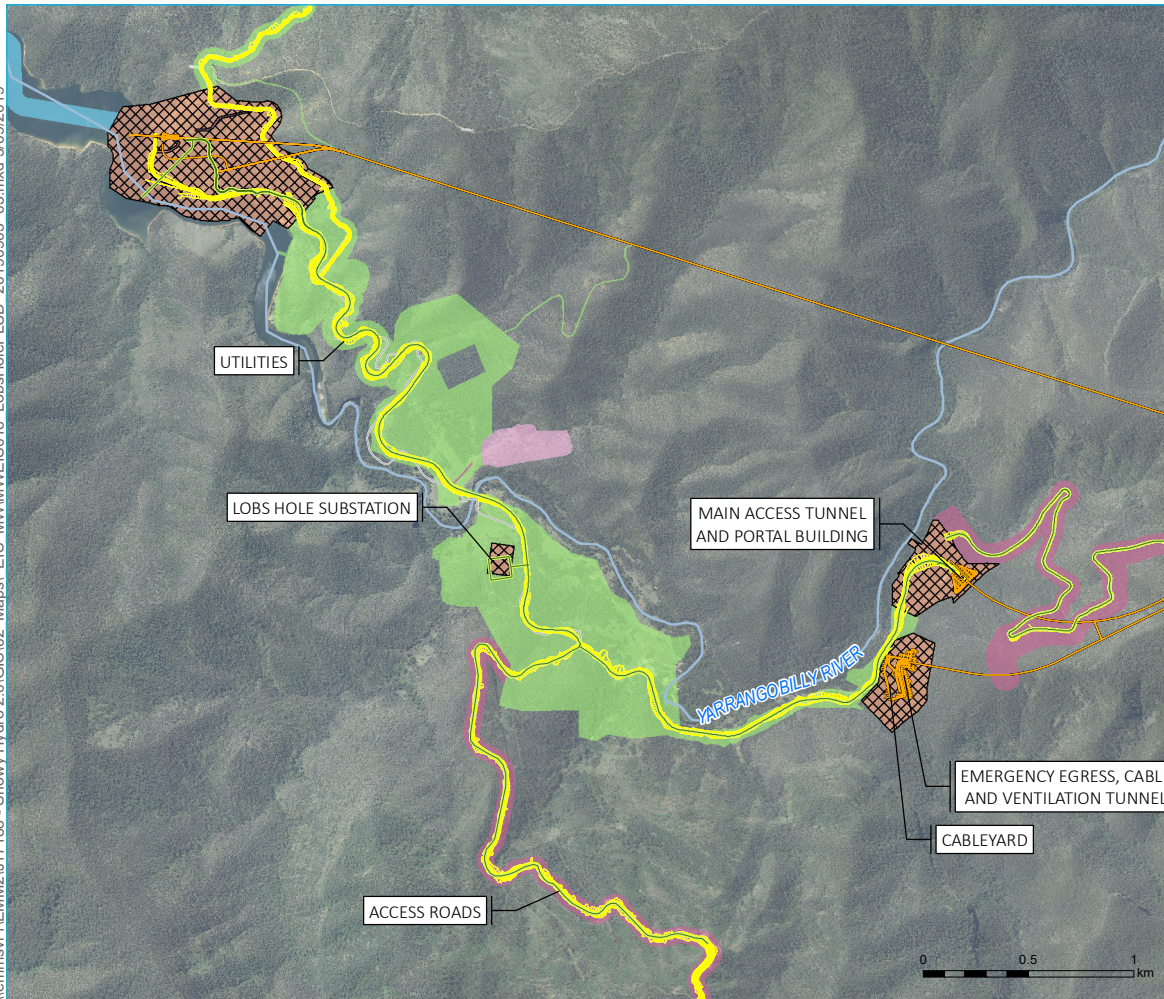 UTILITIES
LOBS HOLE SUBSTATION
MAIN ACCESS TUNNEL
AND PORTAL BUILDING
YARRANGOBILLY RIVER
EMERGENCY EGRESS, CABL
AND VENTILATION TUNNEL
CABLEYARD
ACCESS ROADS
0 0.5 1
km